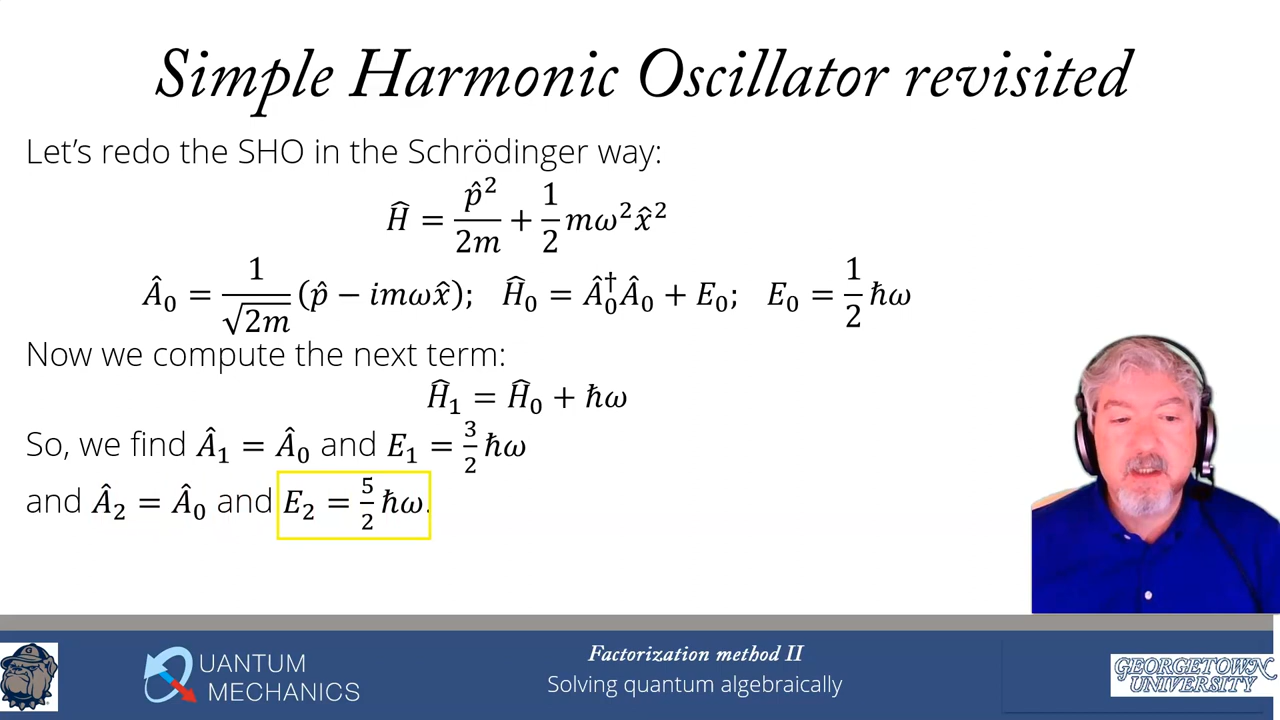 Simple Harmonic Oscillator revisited
Let's redo the SHO in the Schrödinger way:
Ĥ = p̂²/2m + 1/2 mω²x̂²
Â₀ = 1/√2m (p̂ − imωx̂); Ĥ₀ = Â₀†Â₀ + E₀; E₀ = 1/2 ħω
Now we compute the next term:
Ĥ₁ = Ĥ₀ + ħω
So, we find Â₁ = Â₀ and E₁ = 3/2 ħω
and Â₂ = Â₀ and E₂ = 5/2 ħω.
Factorization method II
Solving quantum algebraically
UANTUM
MECHANICS
GEORGETOWN
UNIVERSITY